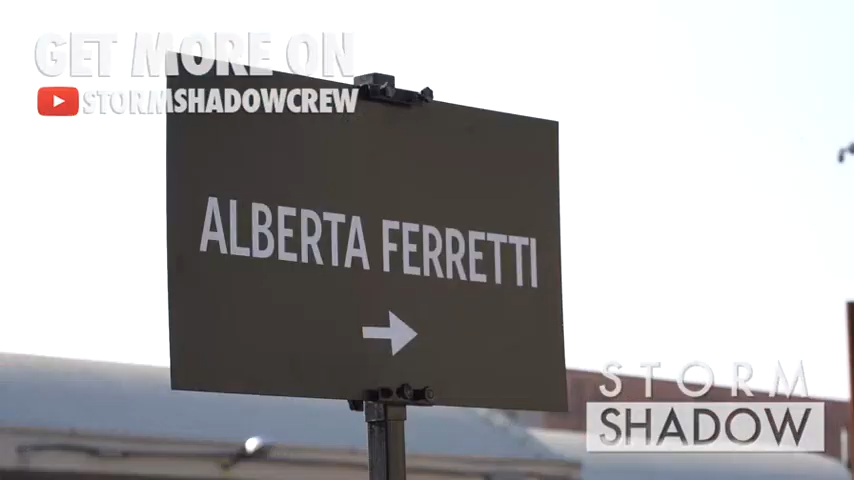 GET MORE ON
STORMSHADOWCREW
ALBERTA FERRETTI
STORM
SHADOW